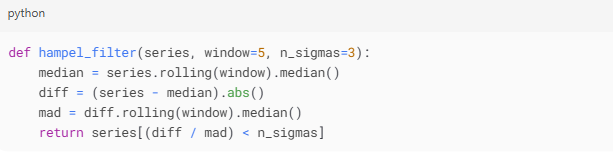 python
def hampel_filter(series, window=5, n_sigmas=3):
    median = series.rolling(window).median()
    diff = (series - median).abs()
    mad = diff.rolling(window).median()
    return series[(diff / mad) < n_sigmas]